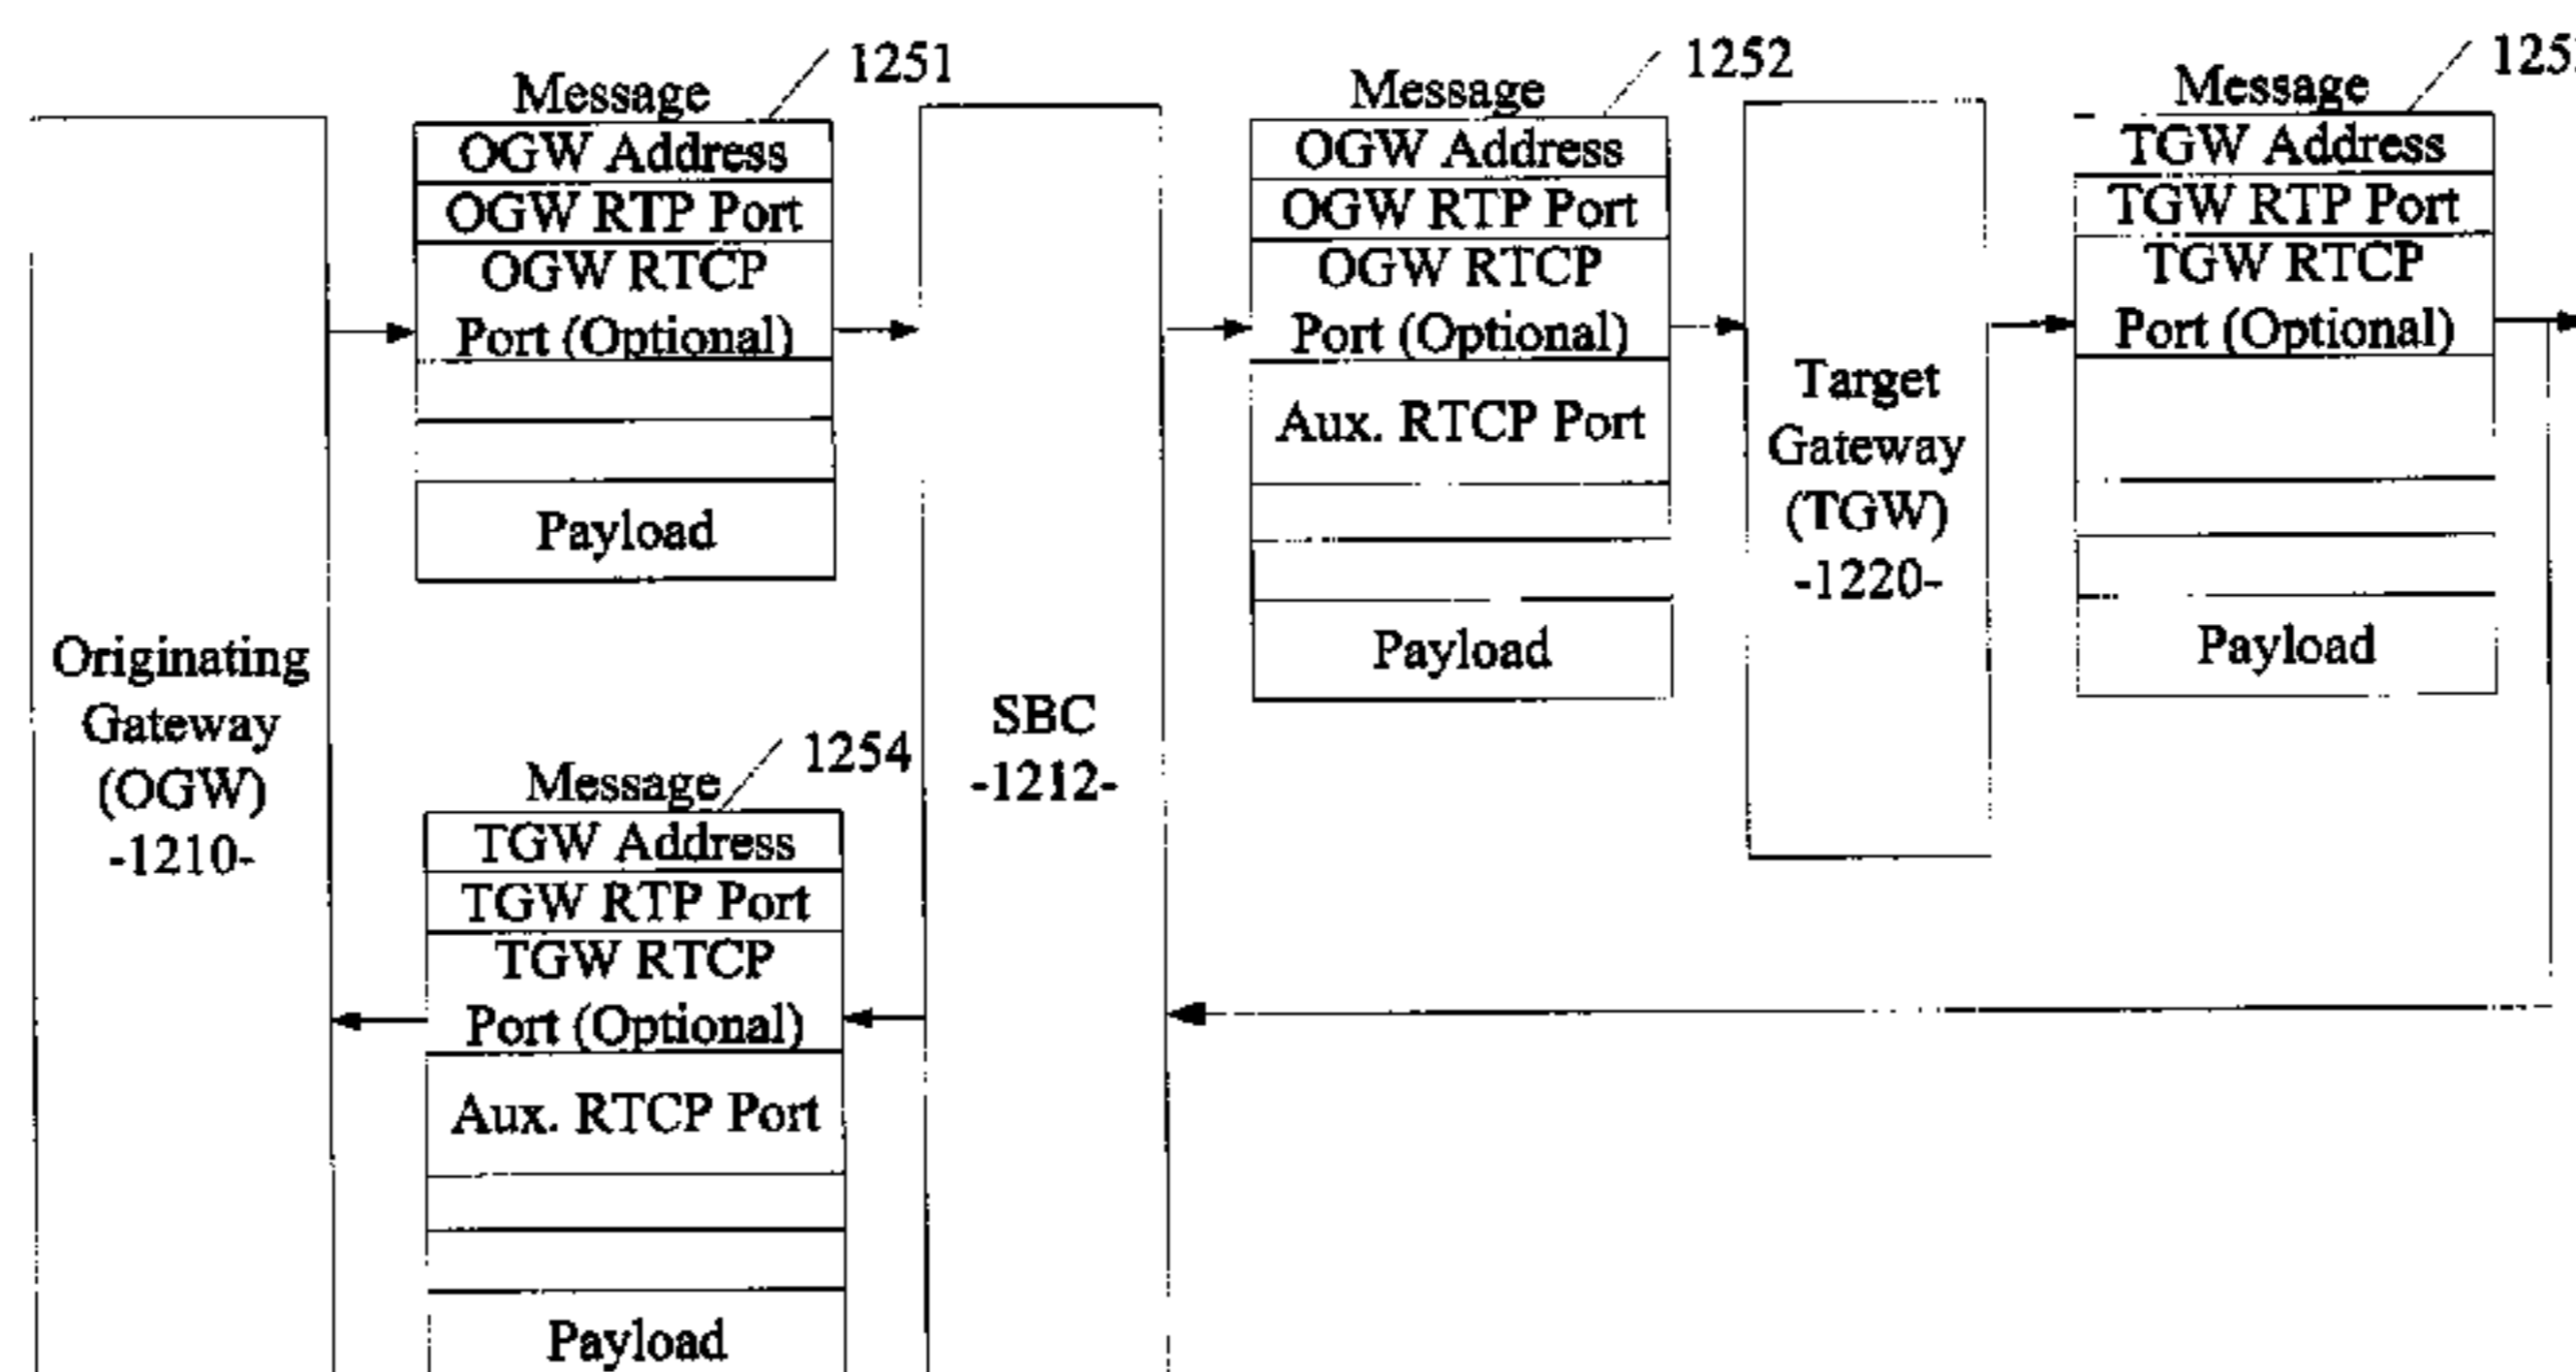 Message
1251
OGW Address
OGW RTP Port
OGW RTCP
Port (Optional)
Payload
Message
1252
OGW Address
OGW RTP Port
OGW RTCP
Port (Optional)
Aux. RTCP Port
Payload
Message
TGW Address
TGW RTP Port
TGW RTCP
Port (Optional)
Payload
Target
Gateway
(TGW)
-1220-
Originating
Gateway
(OGW)
-1210-
SBC
-1212-
Message
1254
TGW Address
TGW RTP Port
TGW RTCP
Port (Optional)
Aux. RTCP Port
Payload